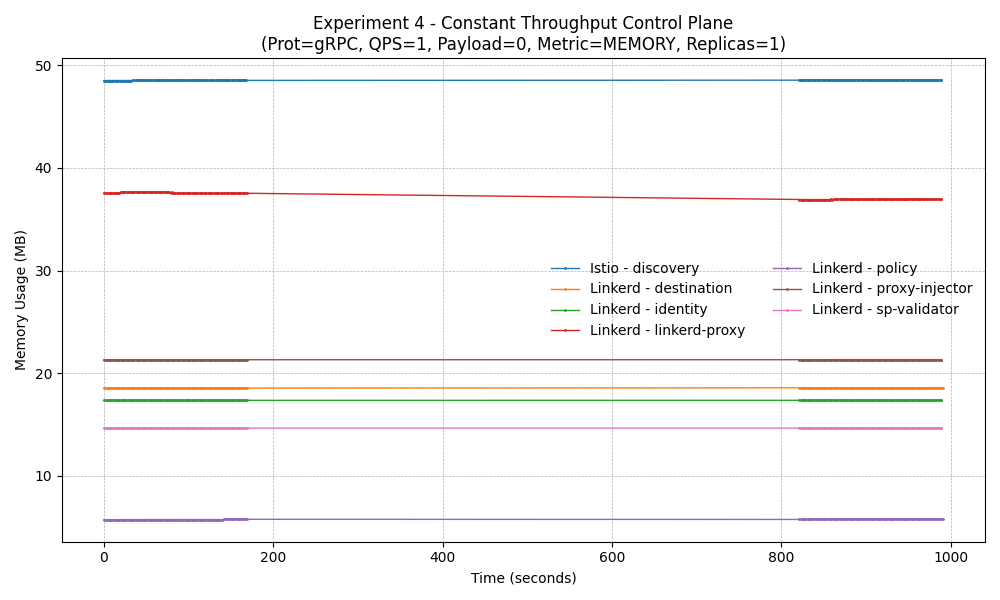 Experiment 4 - Constant Throughput Control Plane
(Prot=gRPC, QPS=1, Payload=0, Metric=MEMORY, Replicas=1)
50
40
30
20
10
Memory Usage (MB)
Istio - discovery
Linkerd - destination
Linkerd - identity
Linkerd - linkerd-proxy
Linkerd - policy
Linkerd - proxy-injector
Linkerd - sp-validator
0
200
400
600
800
1000
Time (seconds)